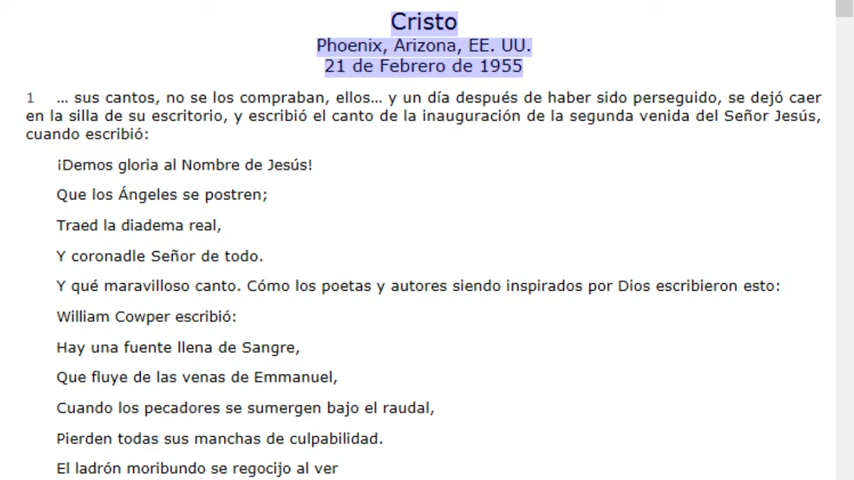 Cristo
Phoenix, Arizona, EE. UU.
21 de Febrero de 1955
1 … sus cantos, no se los compraban, ellos… y un día después de haber sido perseguido, se dejó caer
en la silla de su escritorio, y escribió el canto de la inauguración de la segunda venida del Señor Jesús,
cuando escribió:
¡Demos gloria al Nombre de Jesús!
Que los Ángeles se postren;
Traed la diadema real,
Y coronadle Señor de todo.
Y qué maravilloso canto. Cómo los poetas y autores siendo inspirados por Dios escribieron esto:
William Cowper escribió:
Hay una fuente llena de Sangre,
Que fluye de las venas de Emmanuel,
Cuando los pecadores se sumergen bajo el raudal,
Pierden todas sus manchas de culpabilidad.
El ladrón moribundo se regocijo al ver